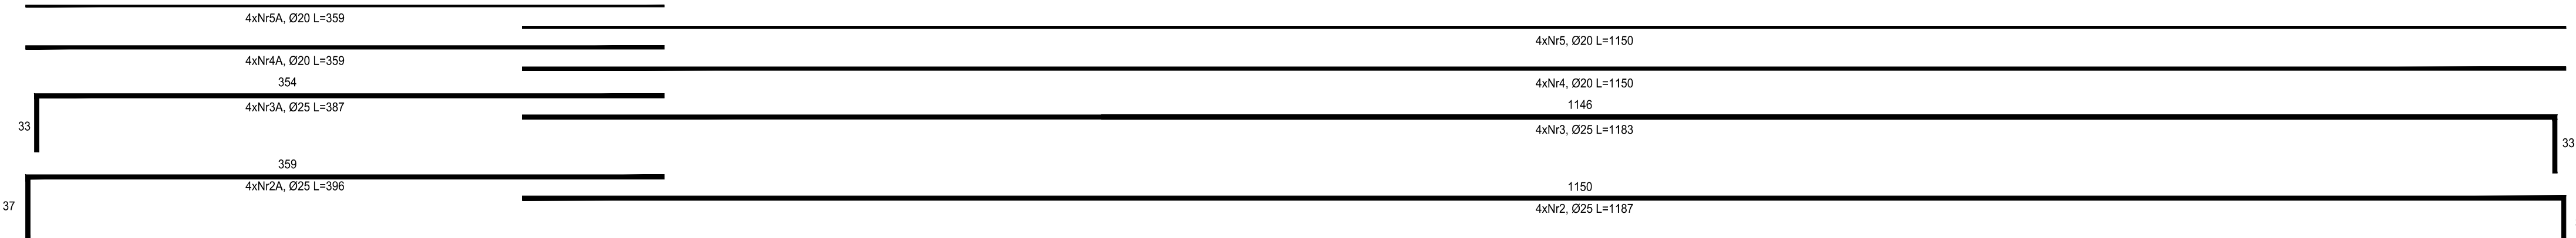 4xNr5A, Ø20 L=359
4xNr5, Ø20 L=1150
4xNr4A, Ø20 L=359
4xNr4, Ø20 L=1150
354
4xNr3A, Ø25 L=387
33
1146
4xNr3, Ø25 L=1183
33
359
4xNr2A, Ø25 L=396
37
1150
4xNr2, Ø25 L=1187